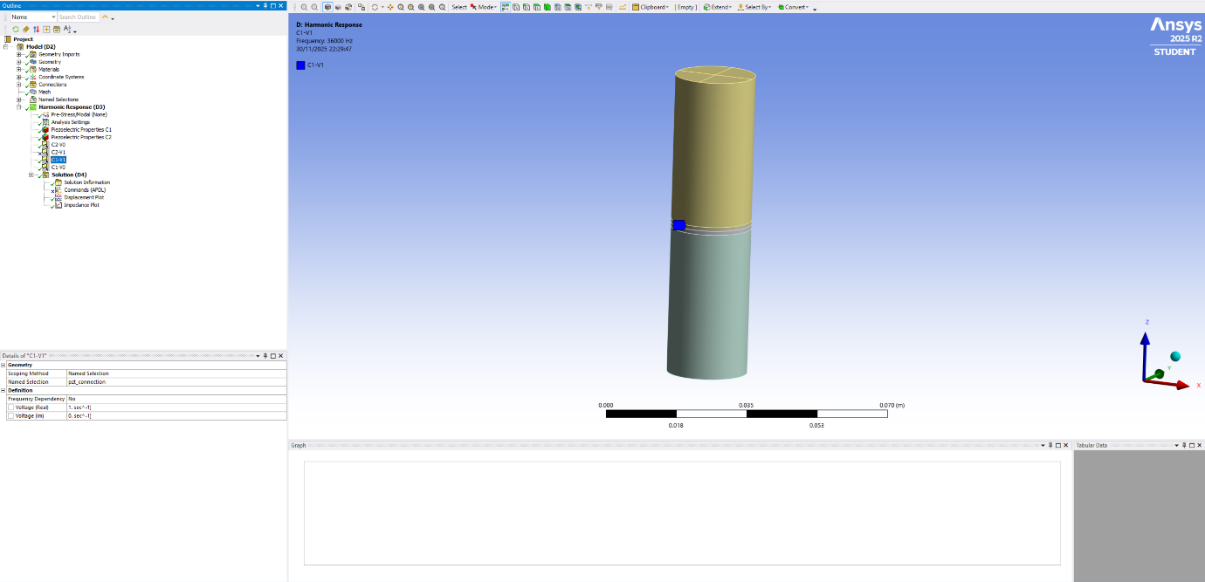 Outline
Name
Search Outline
Project
Model (D2)
Geometry Imports
Geometry
Materials
Coordinate Systems
Connections
Mesh
Named Selections
Harmonic Response (D3)
Pre-Stress/Modal (None)
Analysis Settings
Piezoelectric Properties C1
Piezoelectric Properties C2
C2-V0
C2-V1
C1-V1
C1-V0
Solution (D4)
Solution Information
Commands (APDL)
Displacement Plot
Impedance Plot
Details of "C1-V1"
Geometry
Scoping Method Named Selection
Named Selection pzt_connection
Definition
Frequency Dependency No
Voltage (Real) 1. sec^-1]
Voltage (Im) 0. sec^-1]
Select Mode Clipboard [Empty] Extend Select By Convert
D: Harmonic Response
C1-V1
Frequency: 36000 Hz
30/11/2025 22:29:47
C1-V1
Ansys
2025 R2
STUDENT
Z
Y
X
0.000 0.035 0.070 (m)
0.018 0.053
Graph
Tabular Data